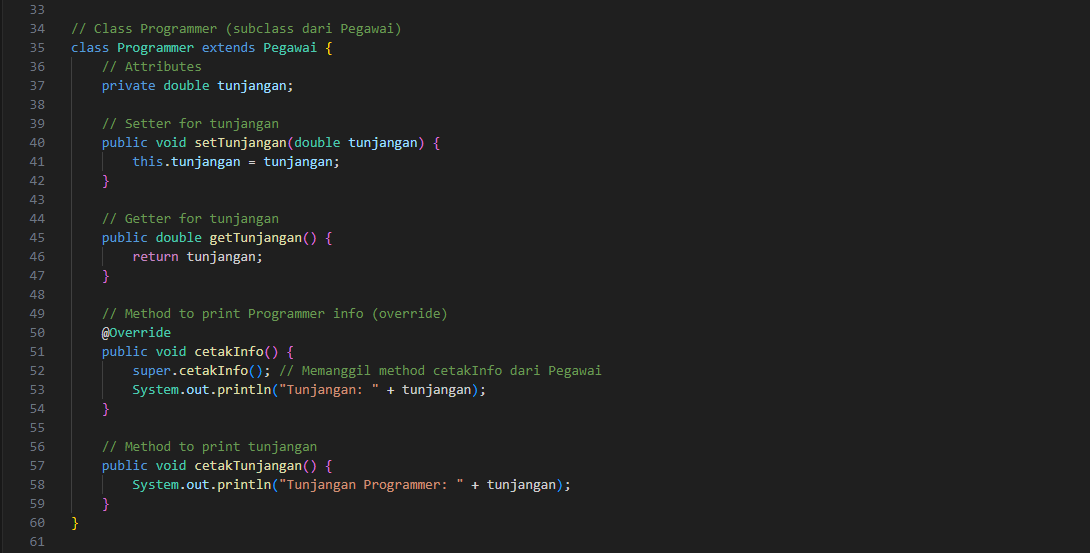 33
34 // Class Programmer (subclass dari Pegawai)
35 class Programmer extends Pegawai {
36     // Attributes
37     private double tunjangan;
38
39     // Setter for tunjangan
40     public void setTunjangan(double tunjangan) {
41         this.tunjangan = tunjangan;
42     }
43
44     // Getter for tunjangan
45     public double getTunjangan() {
46         return tunjangan;
47     }
48
49     // Method to print Programmer info (override)
50     @Override
51     public void cetakInfo() {
52         super.cetakInfo(); // Memanggil method cetakInfo dari Pegawai
53         System.out.println("Tunjangan: " + tunjangan);
54     }
55
56     // Method to print tunjangan
57     public void cetakTunjangan() {
58         System.out.println("Tunjangan Programmer: " + tunjangan);
59     }
60 }
61